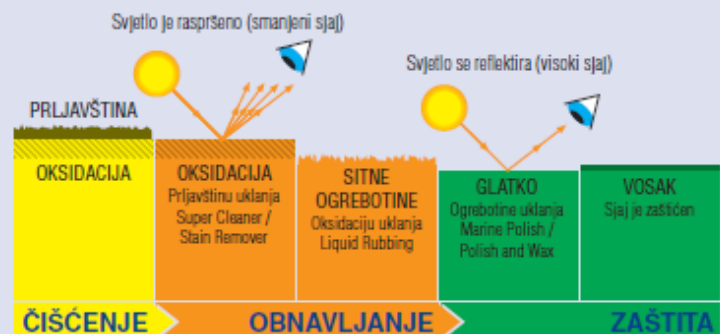 Svjetlo je raspršeno (smanjeni sjaj)
Svjetlo se reflektira (visoki sjaj)
PRLJAVŠTINA
OKSIDACIJA
OKSIDACIJA
Prljavštinu uklanja
Super Cleaner /
Stain Remover
SITNE
OGREBOTINE
Oksidaciju uklanja
Liquid Rubbing
GLATKO
Ogrebotine uklanja
Marine Polish /
Polish and Wax
VOSAK
Sjaj je zaštićen
ČIŠĆENJE
OBNAVLJANJE
ZAŠTITA